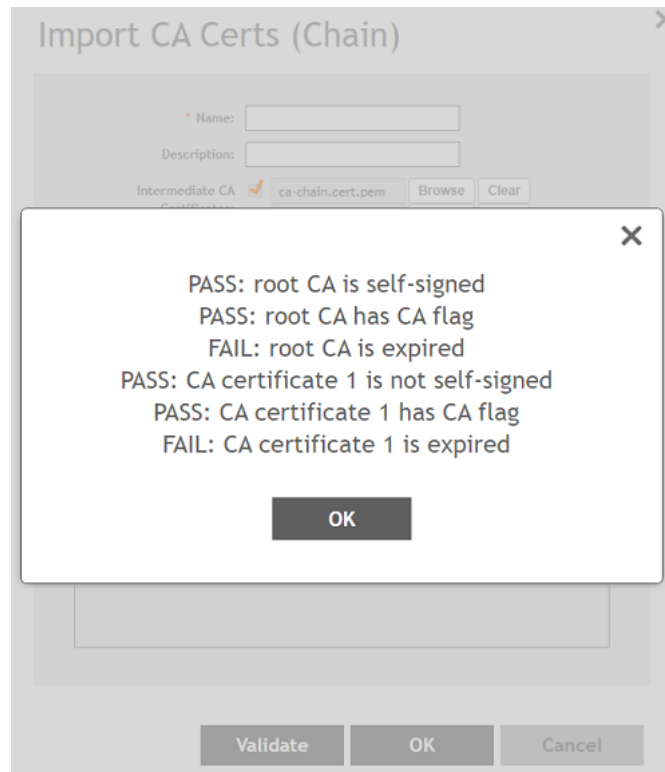 Import CA Certs (Chain)
* Name:
Description:
Intermediate CA
ca-chain.cert.pem
Browse
Clear
PASS: root CA is self-signed
PASS: root CA has CA flag
FAIL: root CA is expired
PASS: CA certificate 1 is not self-signed
PASS: CA certificate 1 has CA flag
FAIL: CA certificate 1 is expired
OK
Validate
OK
Cancel